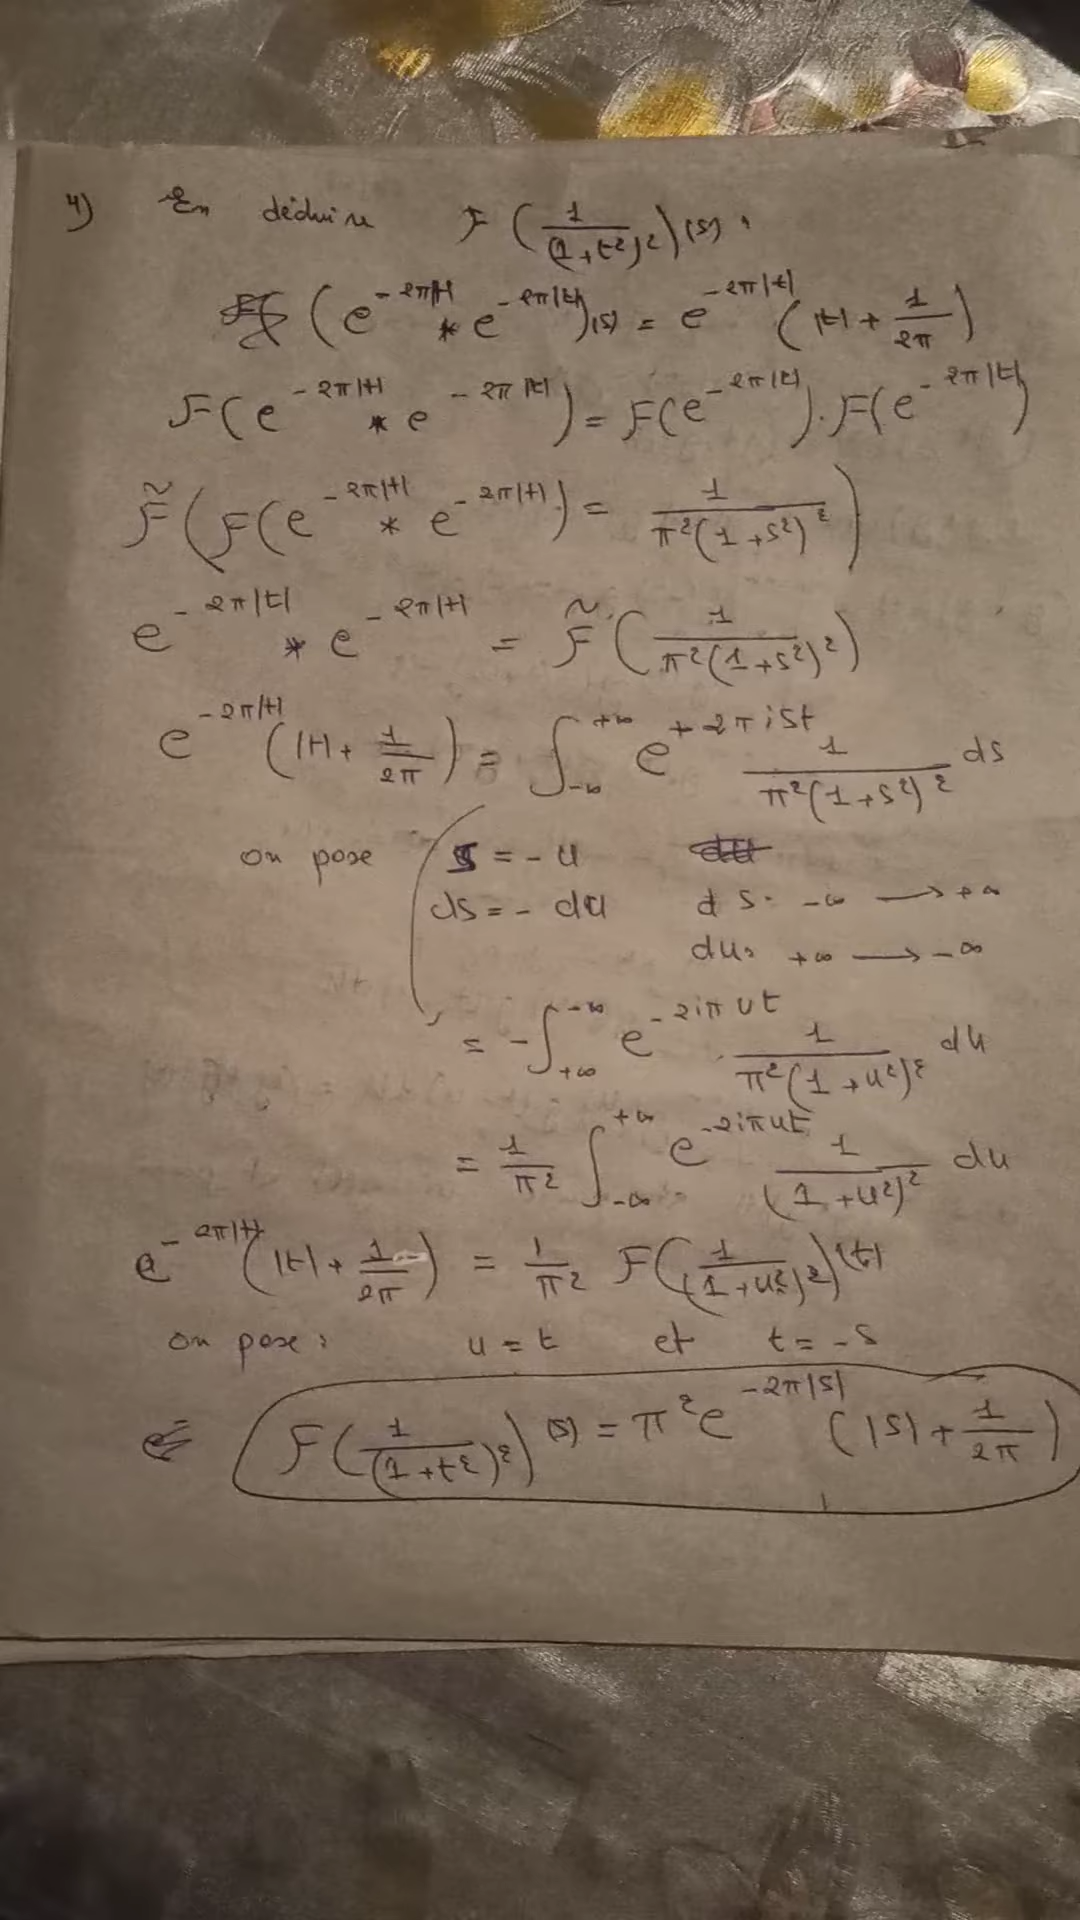 4) En déduire F(1/(1+t²)²)(s).
(e^{-2π|t|} * e^{-2π|t|})(s) = e^{-2π|t|} (|t| + 1/2π)
F(e^{-2π|t|} * e^{-2π|t|}) = F(e^{-2π|t|}) . F(e^{-2π|t|})
F̃(F(e^{-2π|t|} * e^{-2π|t|}) = 1/π²(1+s²)²)
e^{-2π|t|} * e^{-2π|t|} = F̃(1/π²(1+s²)²)
e^{-2π|t|} (|t| + 1/2π) = ∫_{-∞}^{+∞} e^{+2πist} 1/π²(1+s²)² ds
on pose s = -u
ds = - du d s: -∞ → +∞
du: +∞ → -∞
= -∫_{+∞}^{-∞} e^{-2iπut} 1/π²(1+u²)² du
= 1/π² ∫_{-∞}^{+∞} e^{-2iπut} 1/(1+u²)² du
e^{-2π|t|} (|t| + 1/2π) = 1/π² F(1/(1+u²)²)(t)
on pose : u = t et t = -s
F(1/(1+t²)²)(s) = π² e^{-2π|s|} (|s| + 1/2π)